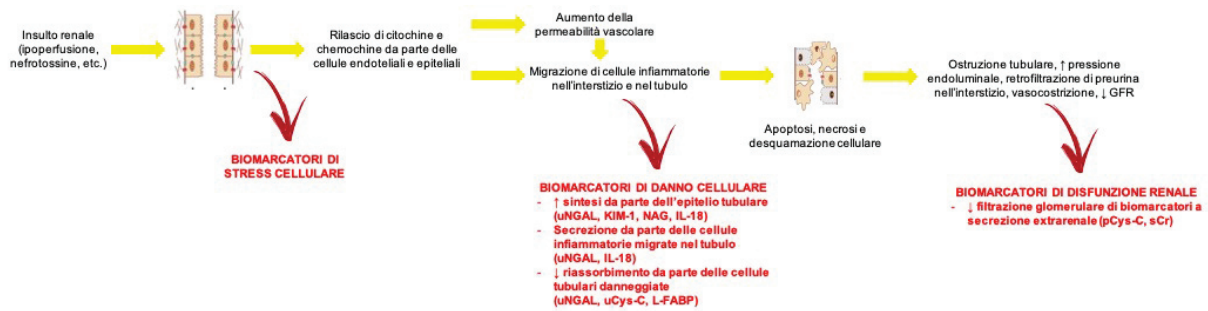 Insulto renale
(ipoperfusione,
nefrotossine, etc.)
Rilascio di citochine e
chemochine da parte delle
cellule endoteliali e epiteliali
Aumento della
permeabilità vascolare
Migrazione di cellule infiammatorie
nell'interstizio e nel tubulo
Apoptosi, necrosi e
desquamazione cellulare
Ostruzione tubulare, ↑ pressione
endoluminale, retrofiltrazione di preurina
nell'interstizio, vasocostrizione, ↓ GFR
BIOMARCATORI DI
STRESS CELLULARE
BIOMARCATORI DI DANNO CELLULARE
- ↑ sintesi da parte dell'epitelio tubulare
(uNGAL, KIM-1, NAG, IL-18)
- Secrezione da parte delle cellule
infiammatorie migrate nel tubulo
(uNGAL, IL-18)
- ↓ riassorbimento da parte delle cellule
tubulari danneggiate
(uNGAL, uCys-C, L-FABP)
BIOMARCATORI DI DISFUNZIONE RENALE
- ↓ filtrazione glomerulare di biomarcatori a
secrezione extrarenale (pCys-C, sCr)